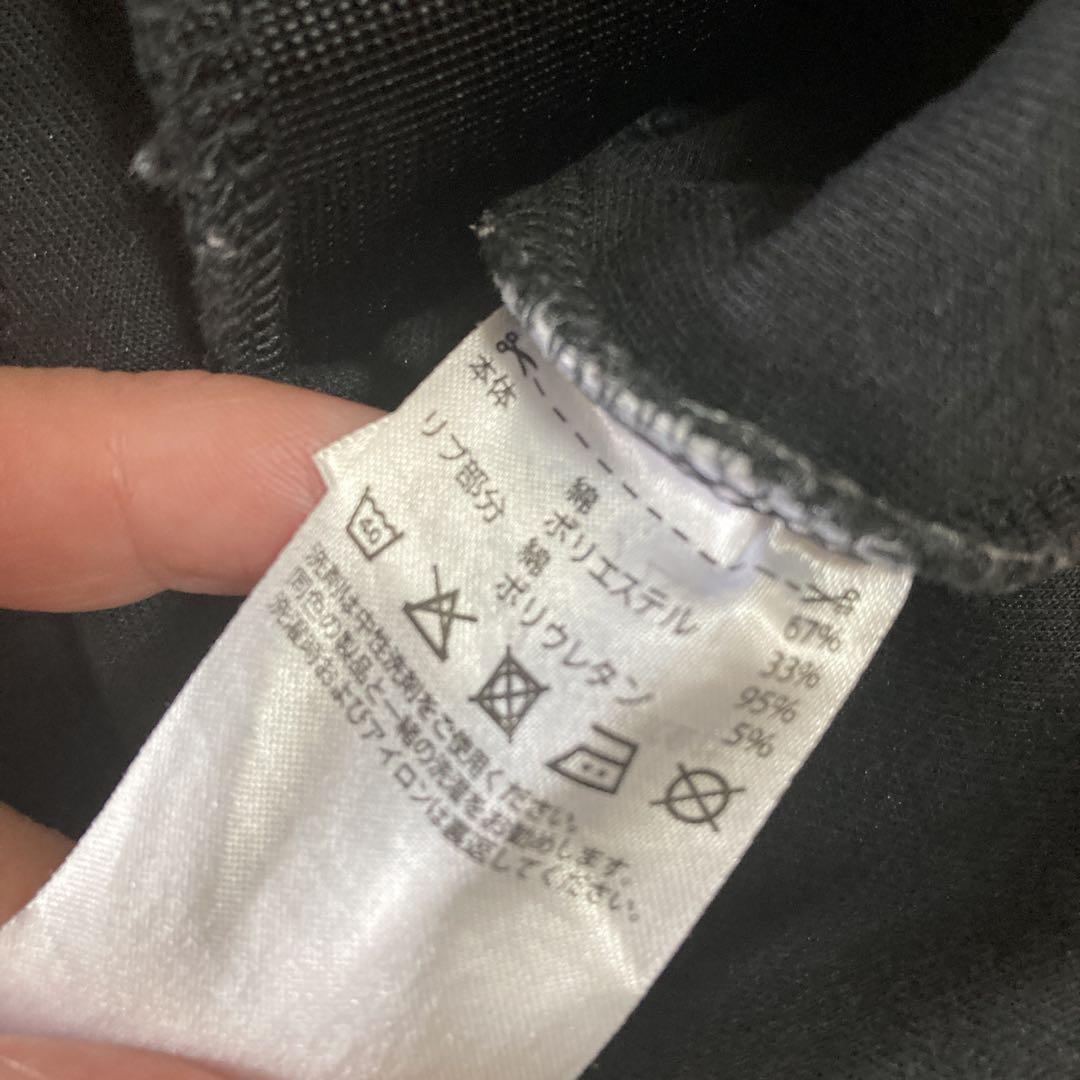 本体 綿 67%
ポリエステル 33%
リブ部分 綿 95%
ポリウレタン 5%
40
洗剤は中性洗剤をご使用ください。
同色の製品と一緒の洗濯をお勧めします。
洗濯時およびアイロンは裏返してください。